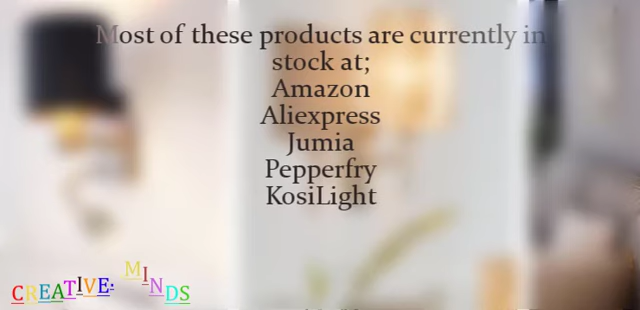 Most of these products are currently in
stock at;
Amazon
Aliexpress
Jumia
Pepperfry
KosiLight
CREATIVE. MINDS